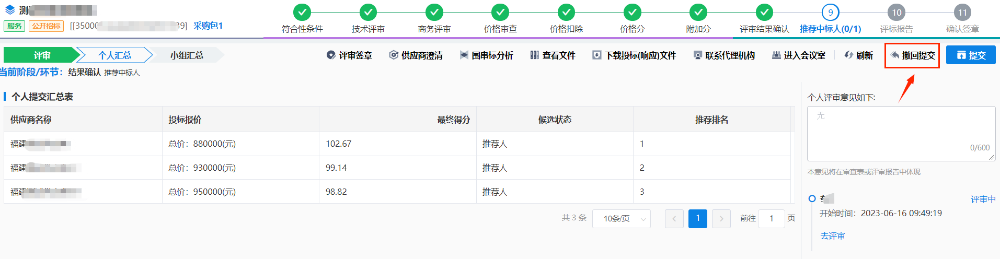 测
服务 公开招标 [[35000 39] 采购包1
符合性条件 技术评审 商务评审 价格审查 价格扣除 价格分 附加分 评审结果确认 9 推荐中标人(0/1) 10 评标报告 11 确认签章
评审 个人汇总 小组汇总 评审签章 供应商澄清 围串标分析 查看文件 下载投标(响应)文件 联系代理机构 进入会议室 刷新 撤回提交 提交
当前阶段/环节: 结果确认 推荐中标人
个人提交汇总表
供应商名称 投标报价 最终得分 候选状态 推荐排名
福建 总价：880000(元) 102.67 推荐人 1
福建 总价：930000(元) 99.14 推荐人 2
福建 总价：950000(元) 98.82 推荐人 3
共 3 条 10条/页 1 前往 1 页
个人评审意见如下:
无
0/600
本意见将在审查表或评审报告中体现
专 评审中
开始时间：2023-06-16 09:49:19
去评审